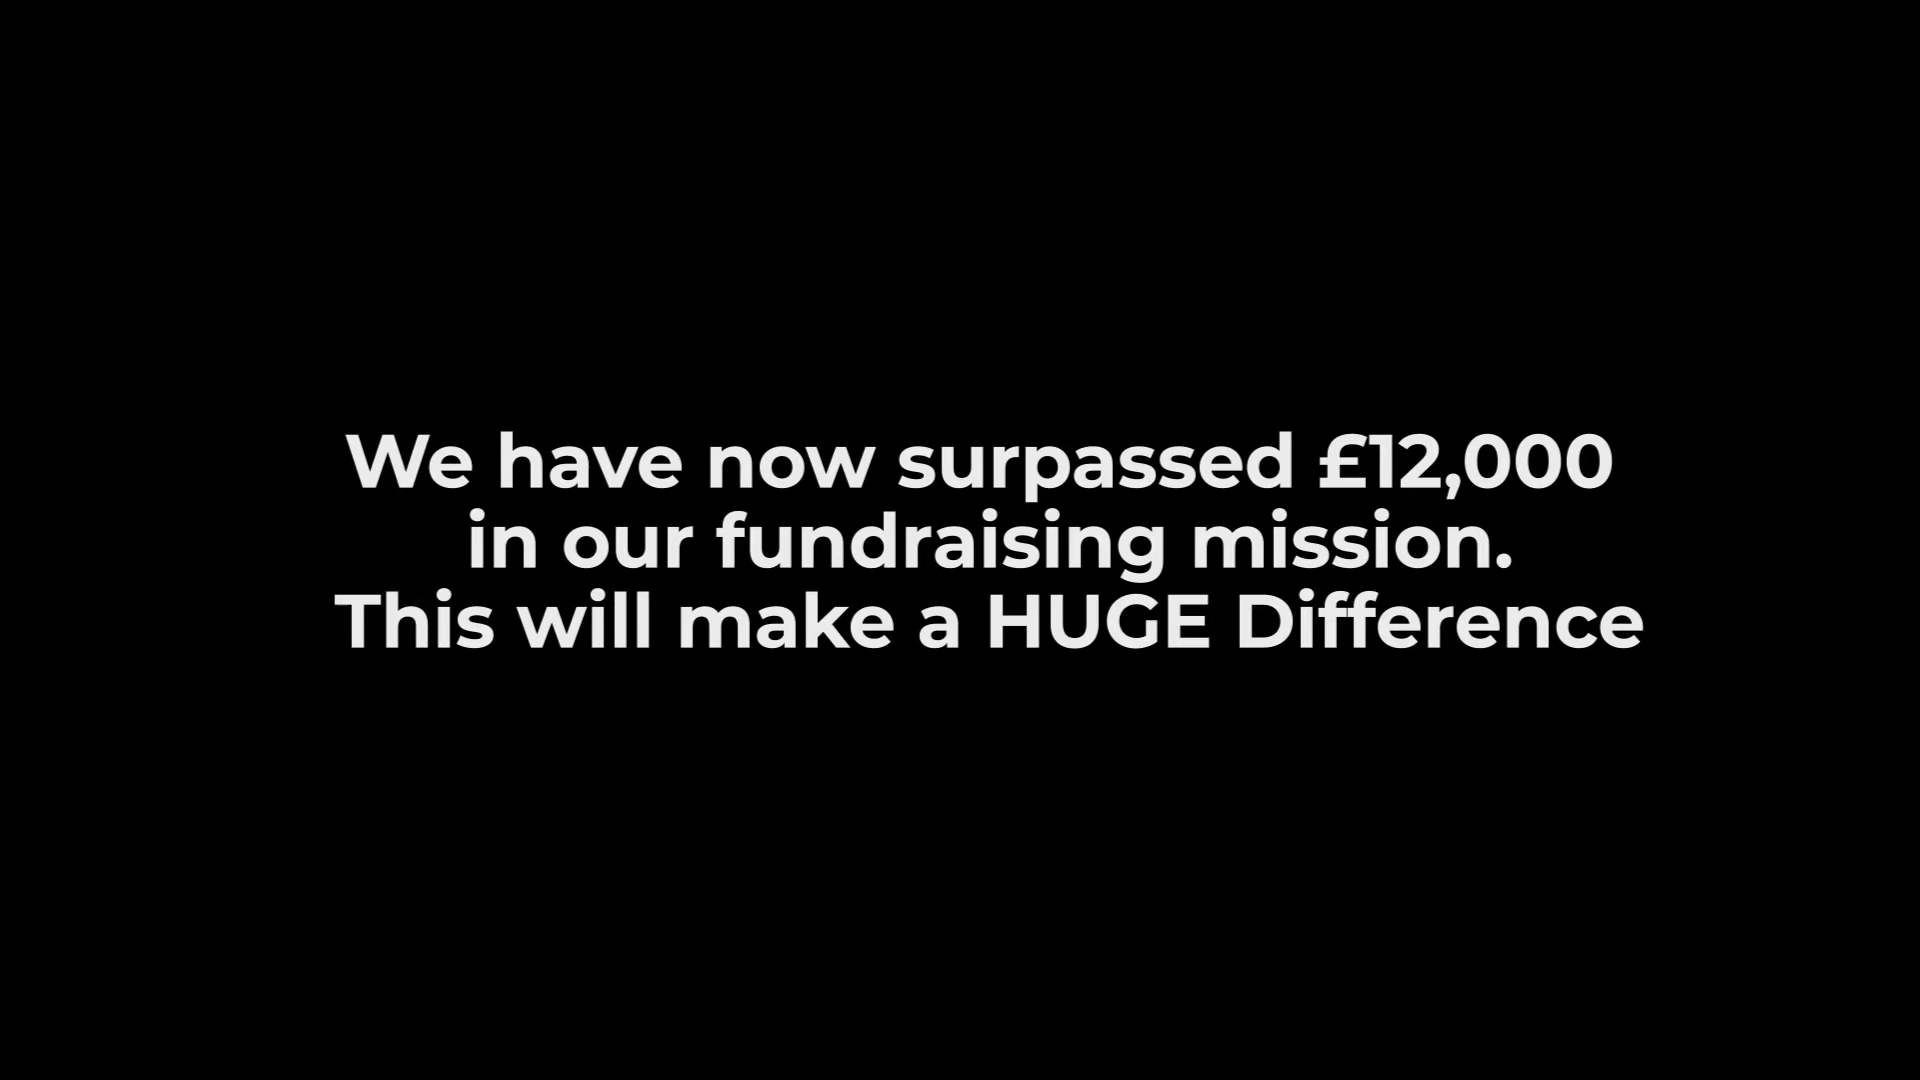 We have now surpassed £12,000
in our fundraising mission.
This will make a HUGE Difference